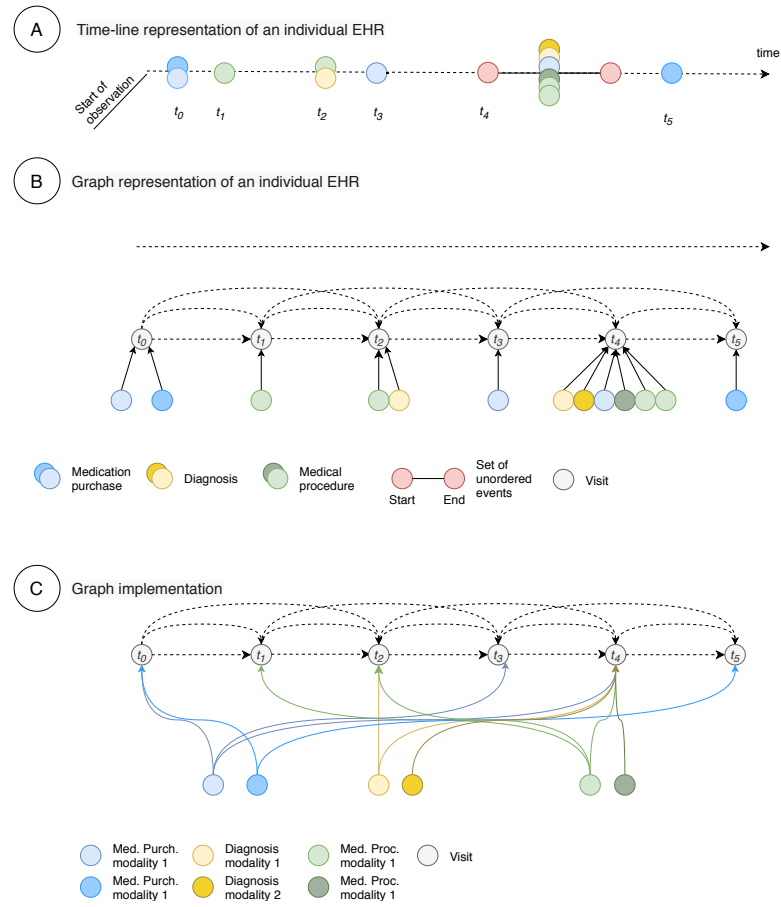 A
Time-line representation of an individual EHR
time
Start of
observation
t0
t1
t2
t3
t4
t5
B
Graph representation of an individual EHR
t0
t1
t2
t3
t4
t5
Medication
purchase
Diagnosis
Medical
procedure
Start
End
Set of
unordered
events
Visit
C
Graph implementation
t0
t1
t2
t3
t4
t5
Med. Purch.
modality 1
Diagnosis
modality 1
Med. Proc.
modality 1
Visit
Med. Purch.
modality 1
Diagnosis
modality 2
Med. Proc.
modality 1